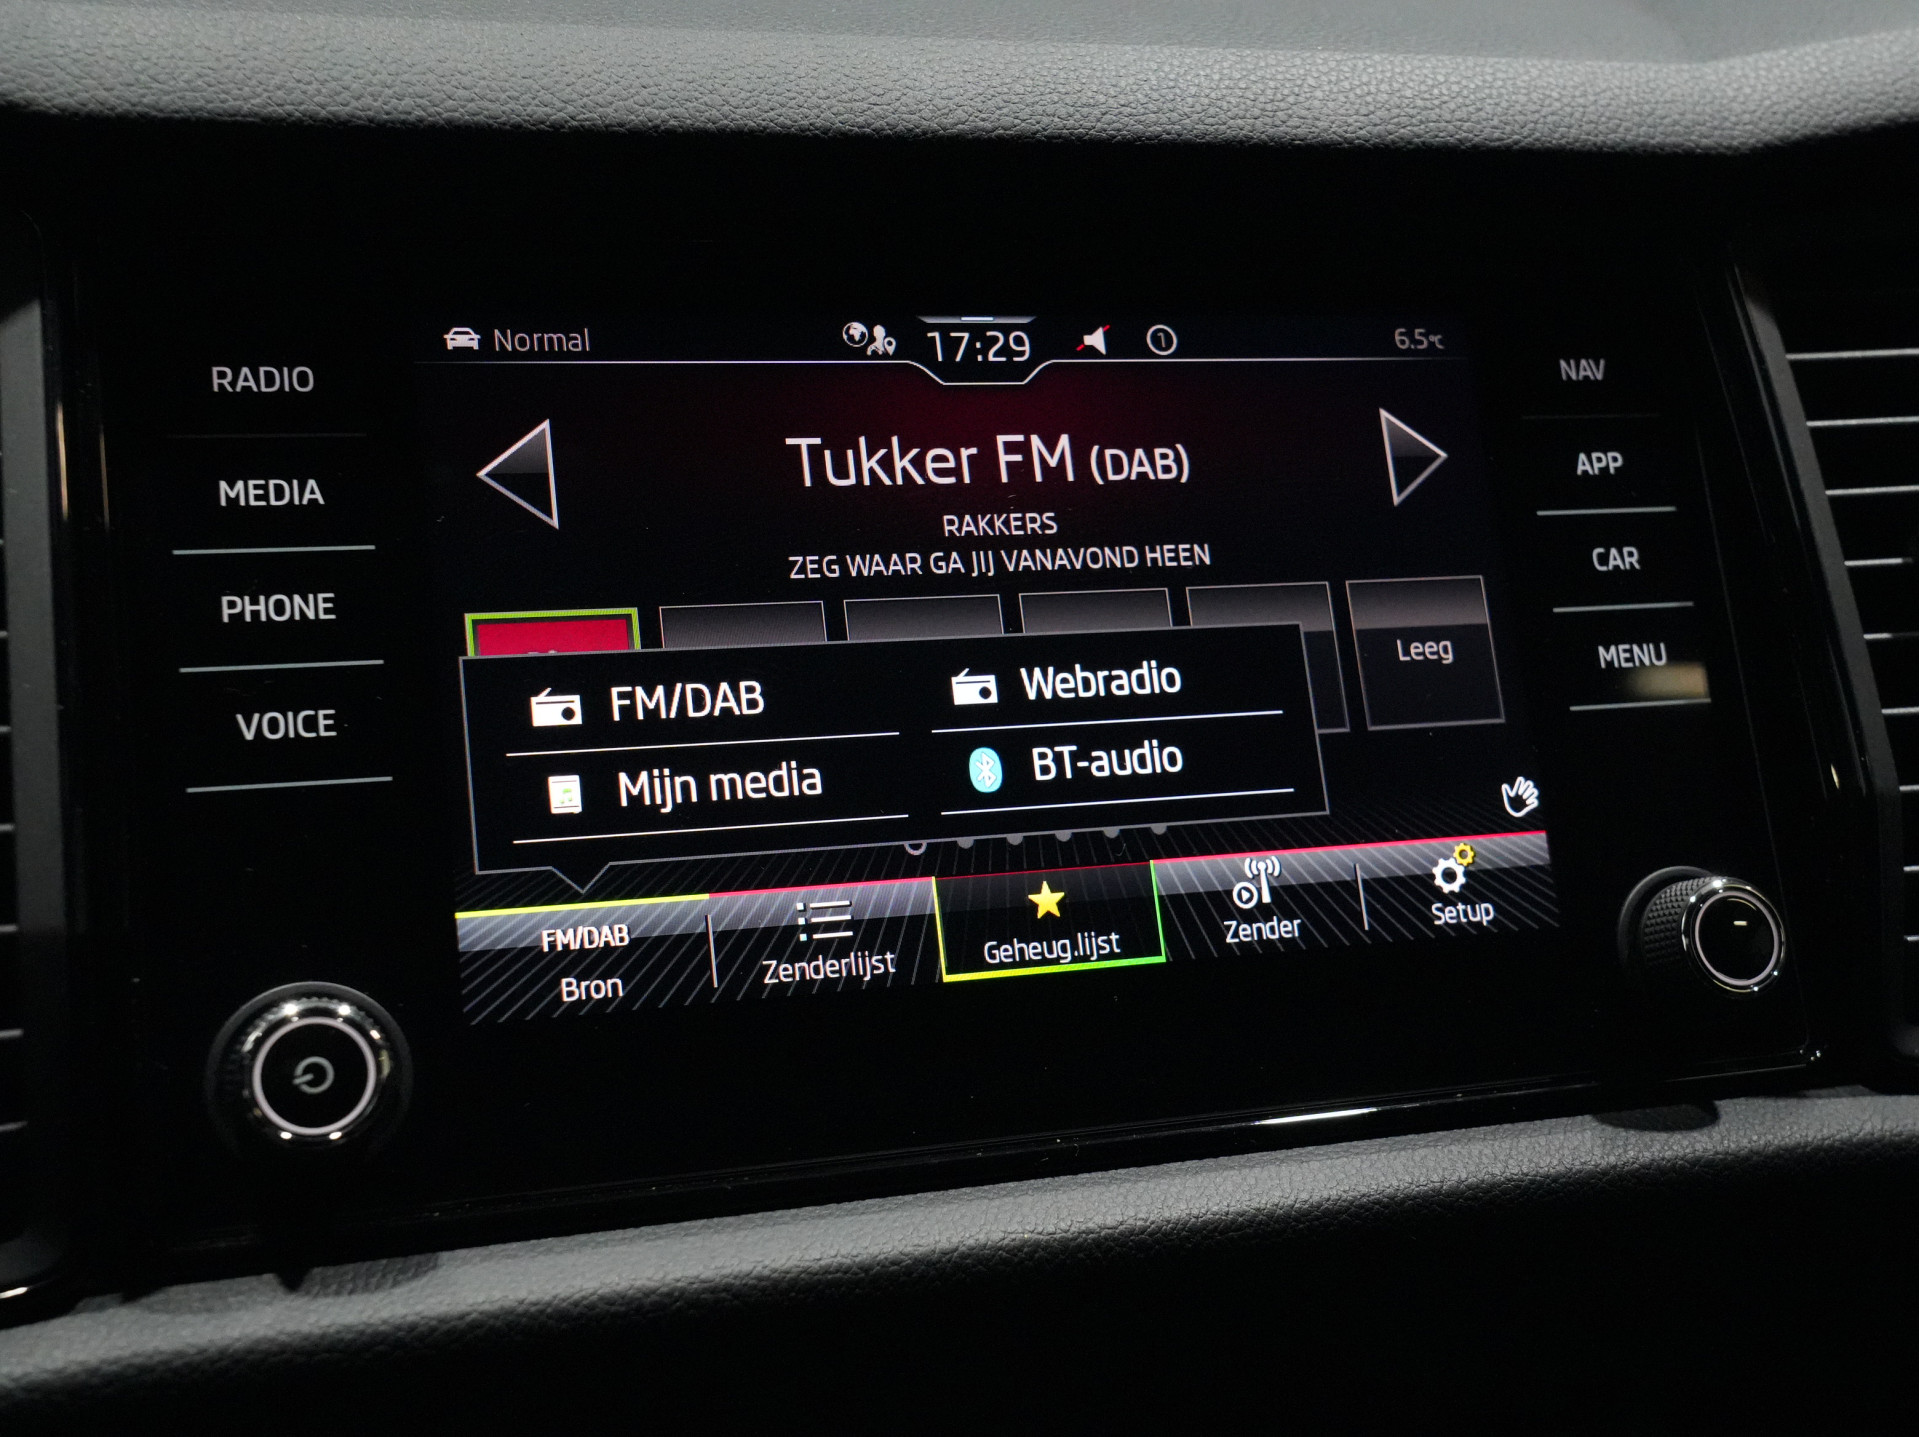 RADIO
MEDIA
PHONE
VOICE
Normal
17:29
1
6.5°C
Tukker FM (DAB)
RAKKERS
ZEG WAAR GA JIJ VANAVOND HEEN
Leeg
FM/DAB
Webradio
Mijn media
BT-audio
FM/DAB
Bron
Zenderlijst
Geheug.lijst
Zender
Setup
NAV
APP
CAR
MENU